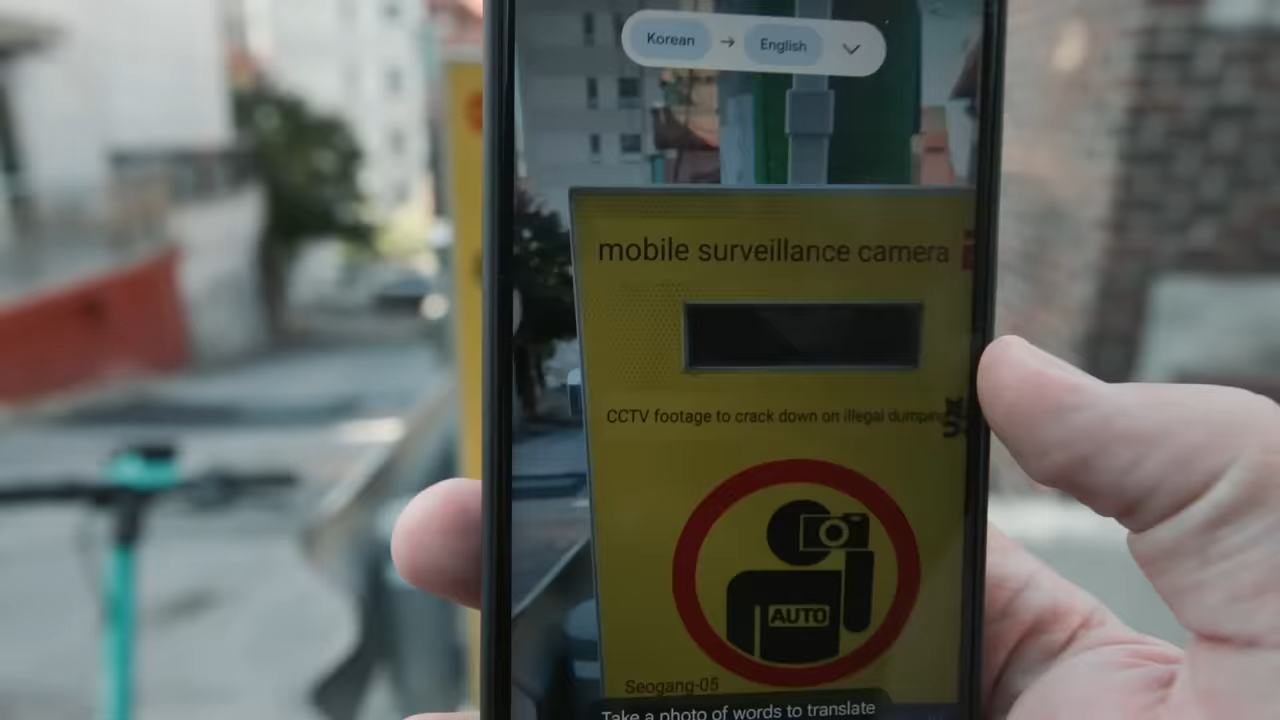 Korean → English
mobile surveillance camera
CCTV footage to crack down on illegal dumping
AUTO
Seogang-05
Take a photo of words to translate